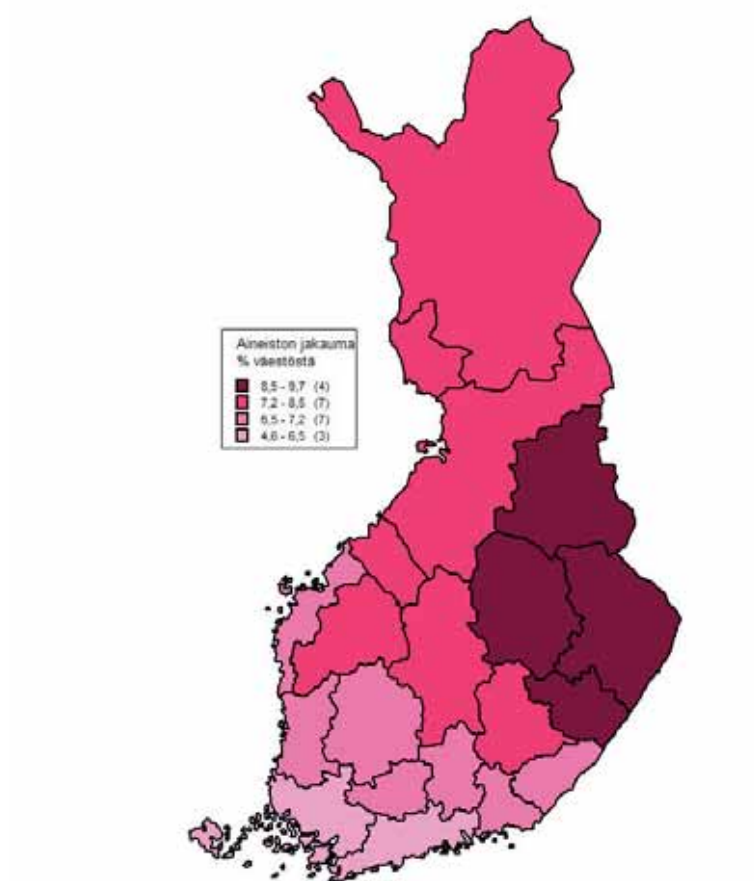 Aineiston jakauma
% väestöstä
8,5 - 9,7 (4)
7,2 - 8,5 (7)
6,5 - 7,2 (7)
4,6 - 6,5 (3)